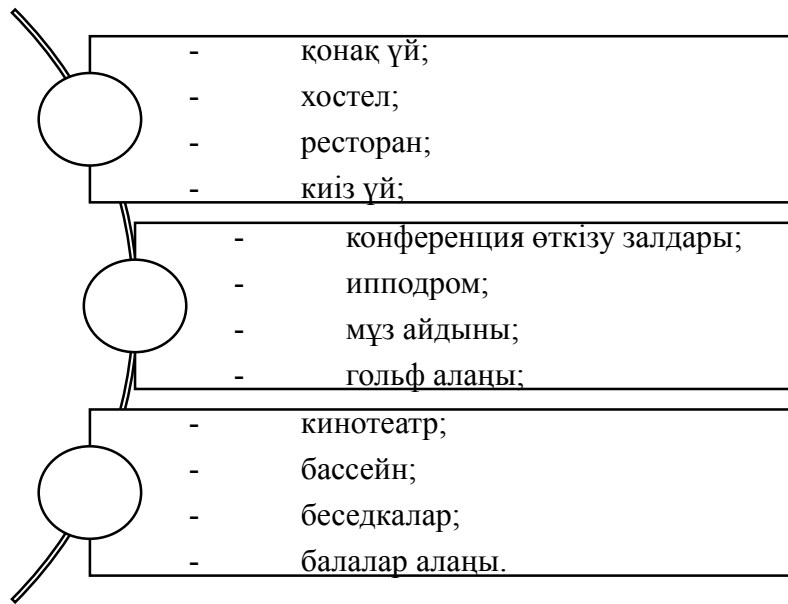 - қонақ үй;
- хостел;
- ресторан;
- киіз үй;
- конференция өткізу залдары;
- ипподром;
- мұз айдыны;
- гольф алаңы;
- кинотеатр;
- бассейн;
- беседкалар;
- балалар алаңы.